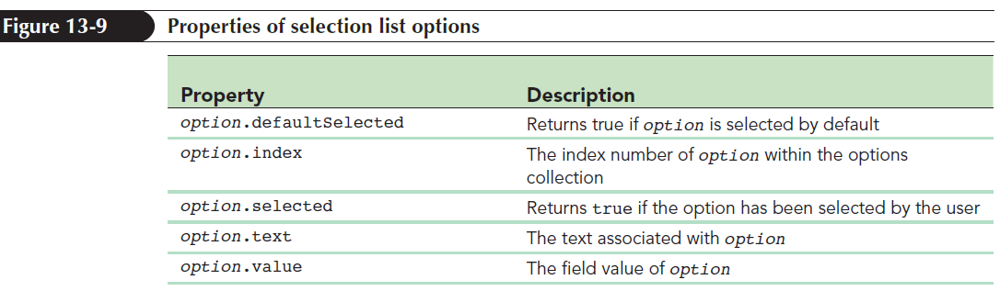 Figure 13-9 Properties of selection list options
Property Description
option.defaultSelected Returns true if option is selected by default
option.index The index number of option within the options
collection
option.selected Returns true if the option has been selected by the user
option.text The text associated with option
option.value The field value of option